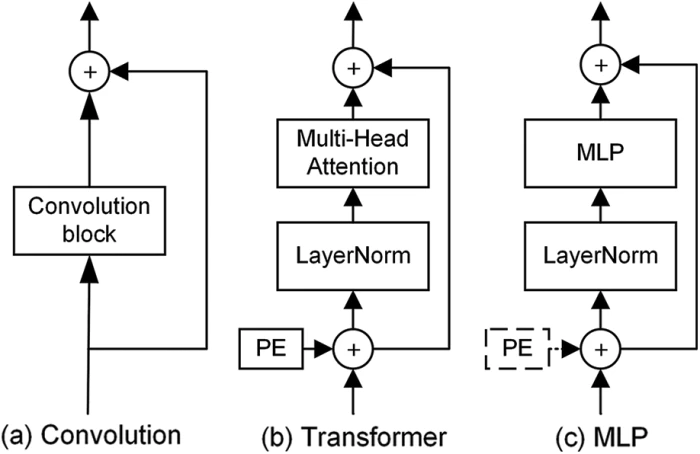 +
Convolution
block
(a) Convolution
+
Multi-Head
Attention
LayerNorm
PE
+
(b) Transformer
+
MLP
LayerNorm
PE
+
(c) MLP